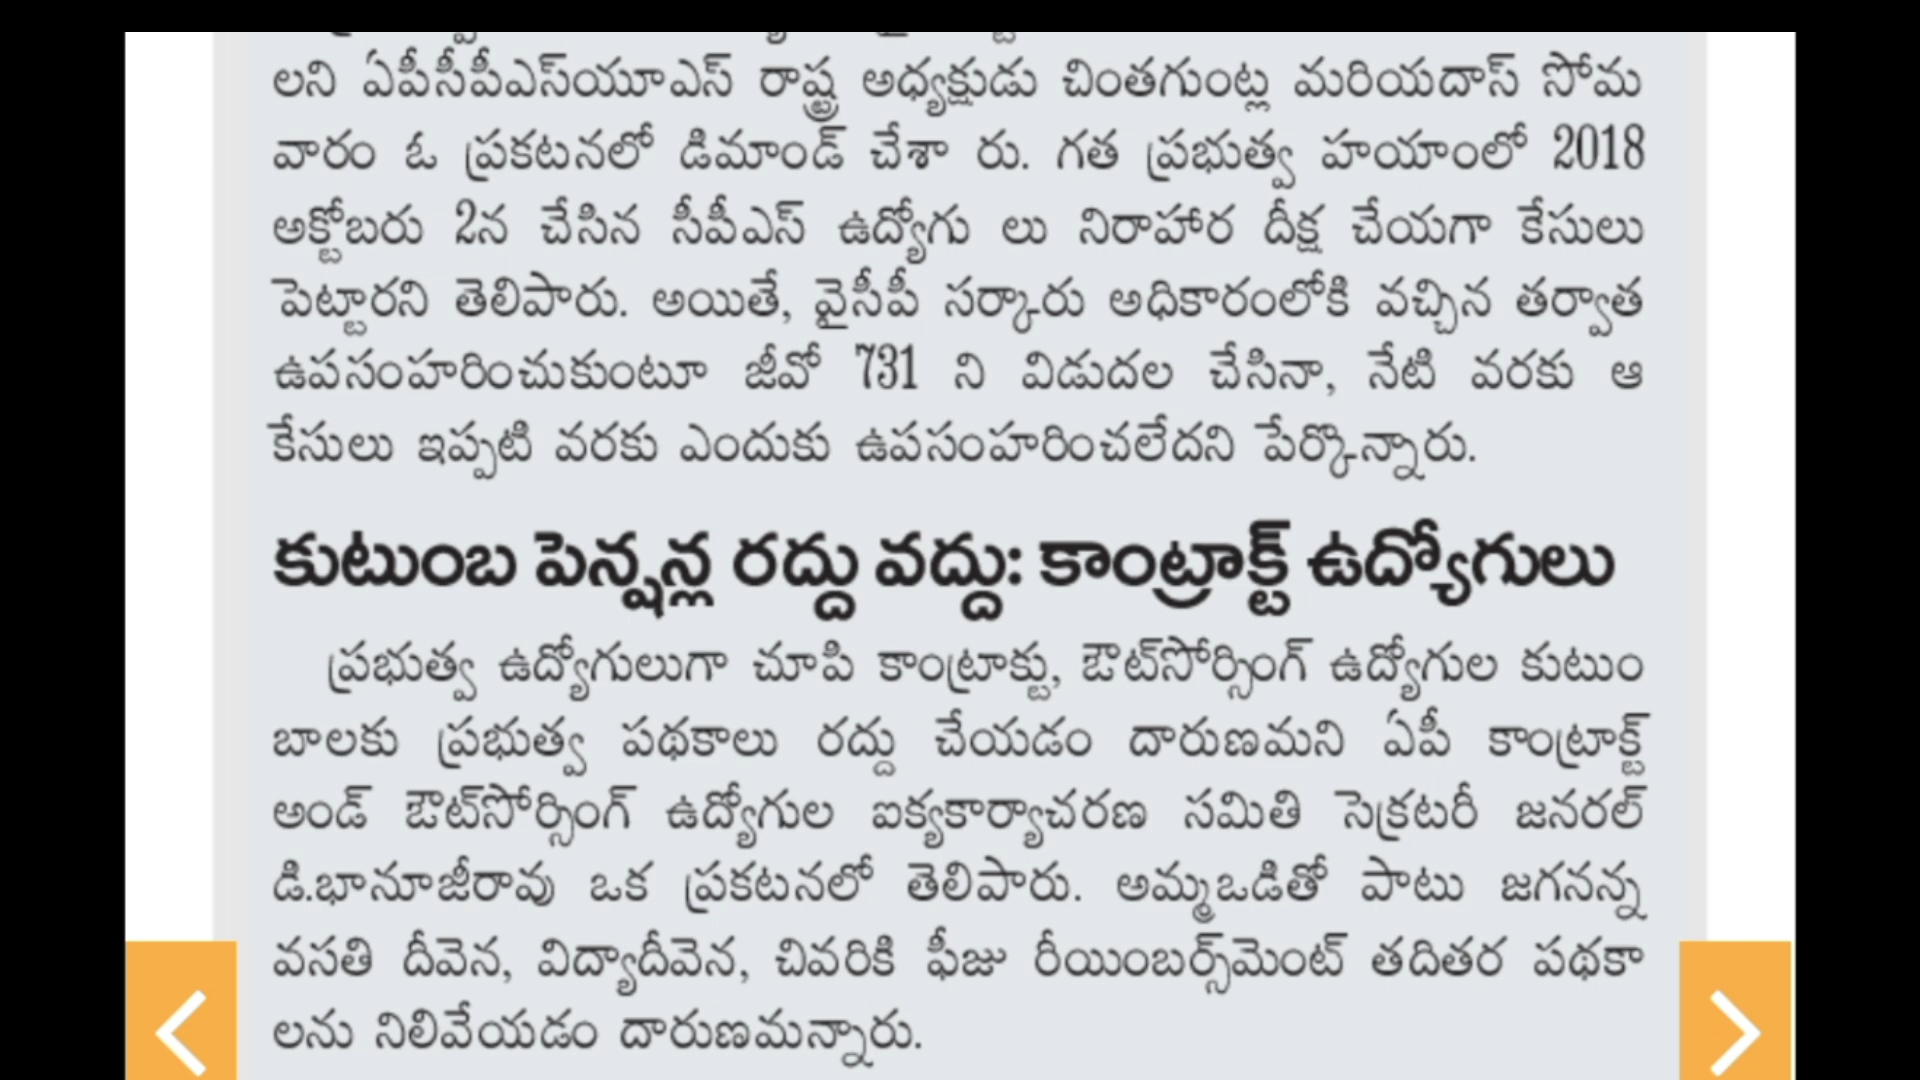 లని ఏపీసీపీఎస్‌యూఎస్ రాష్ట్ర అధ్యక్షుడు చింతగుంట్ల మరియదాస్ సోమ
వారం ఓ ప్రకటనలో డిమాండ్ చేశా రు. గత ప్రభుత్వ హయాంలో 2018
అక్టోబరు 2న చేసిన సీపీఎస్ ఉద్యోగు లు నిరాహార దీక్ష చేయగా కేసులు
పెట్టారని తెలిపారు. అయితే, వైసీపీ సర్కారు అధికారంలోకి వచ్చిన తర్వాత
ఉపసంహరించుకుంటూ జీవో 731 ని విడుదల చేసినా, నేటి వరకు ఆ
కేసులు ఇప్పటి వరకు ఎందుకు ఉపసంహరించలేదని పేర్కొన్నారు.
కుటుంబ పెన్షన్ల రద్దు వద్దు: కాంట్రాక్ట్ ఉద్యోగులు
ప్రభుత్వ ఉద్యోగులుగా చూపి కాంట్రాక్టు, ఔట్‌సోర్సింగ్ ఉద్యోగుల కుటుం
బాలకు ప్రభుత్వ పథకాలు రద్దు చేయడం దారుణమని ఏపీ కాంట్రాక్ట్
అండ్ ఔట్‌సోర్సింగ్ ఉద్యోగుల ఐక్యకార్యాచరణ సమితి సెక్రటరీ జనరల్
డి.భానూజీరావు ఒక ప్రకటనలో తెలిపారు. అమ్మఒడితో పాటు జగనన్న
వసతి దీవెన, విద్యాదీవెన, చివరికి ఫీజు రీయింబర్స్‌మెంట్ తదితర పథకా
లను నిలివేయడం దారుణమన్నారు.